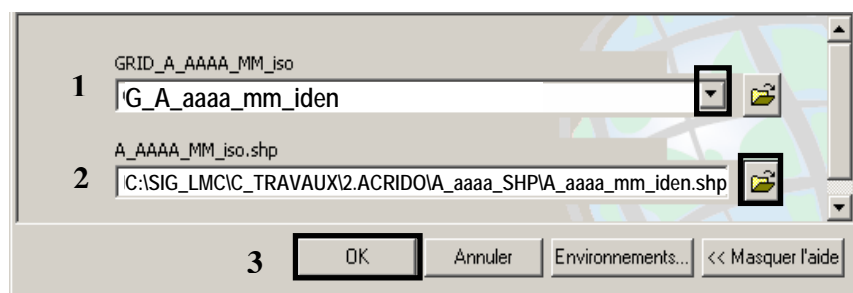 GRID_A_AAAA_MM_iso
1
G_A_aaaa_mm_iden
A_AAAA_MM_iso.shp
2
C:\SIG_LMC\C_TRAVAUX\2.ACRIDO\A_aaaa_SHP\A_aaaa_mm_iden.shp
3 OK Annuler Environnements... << Masquer l'aide